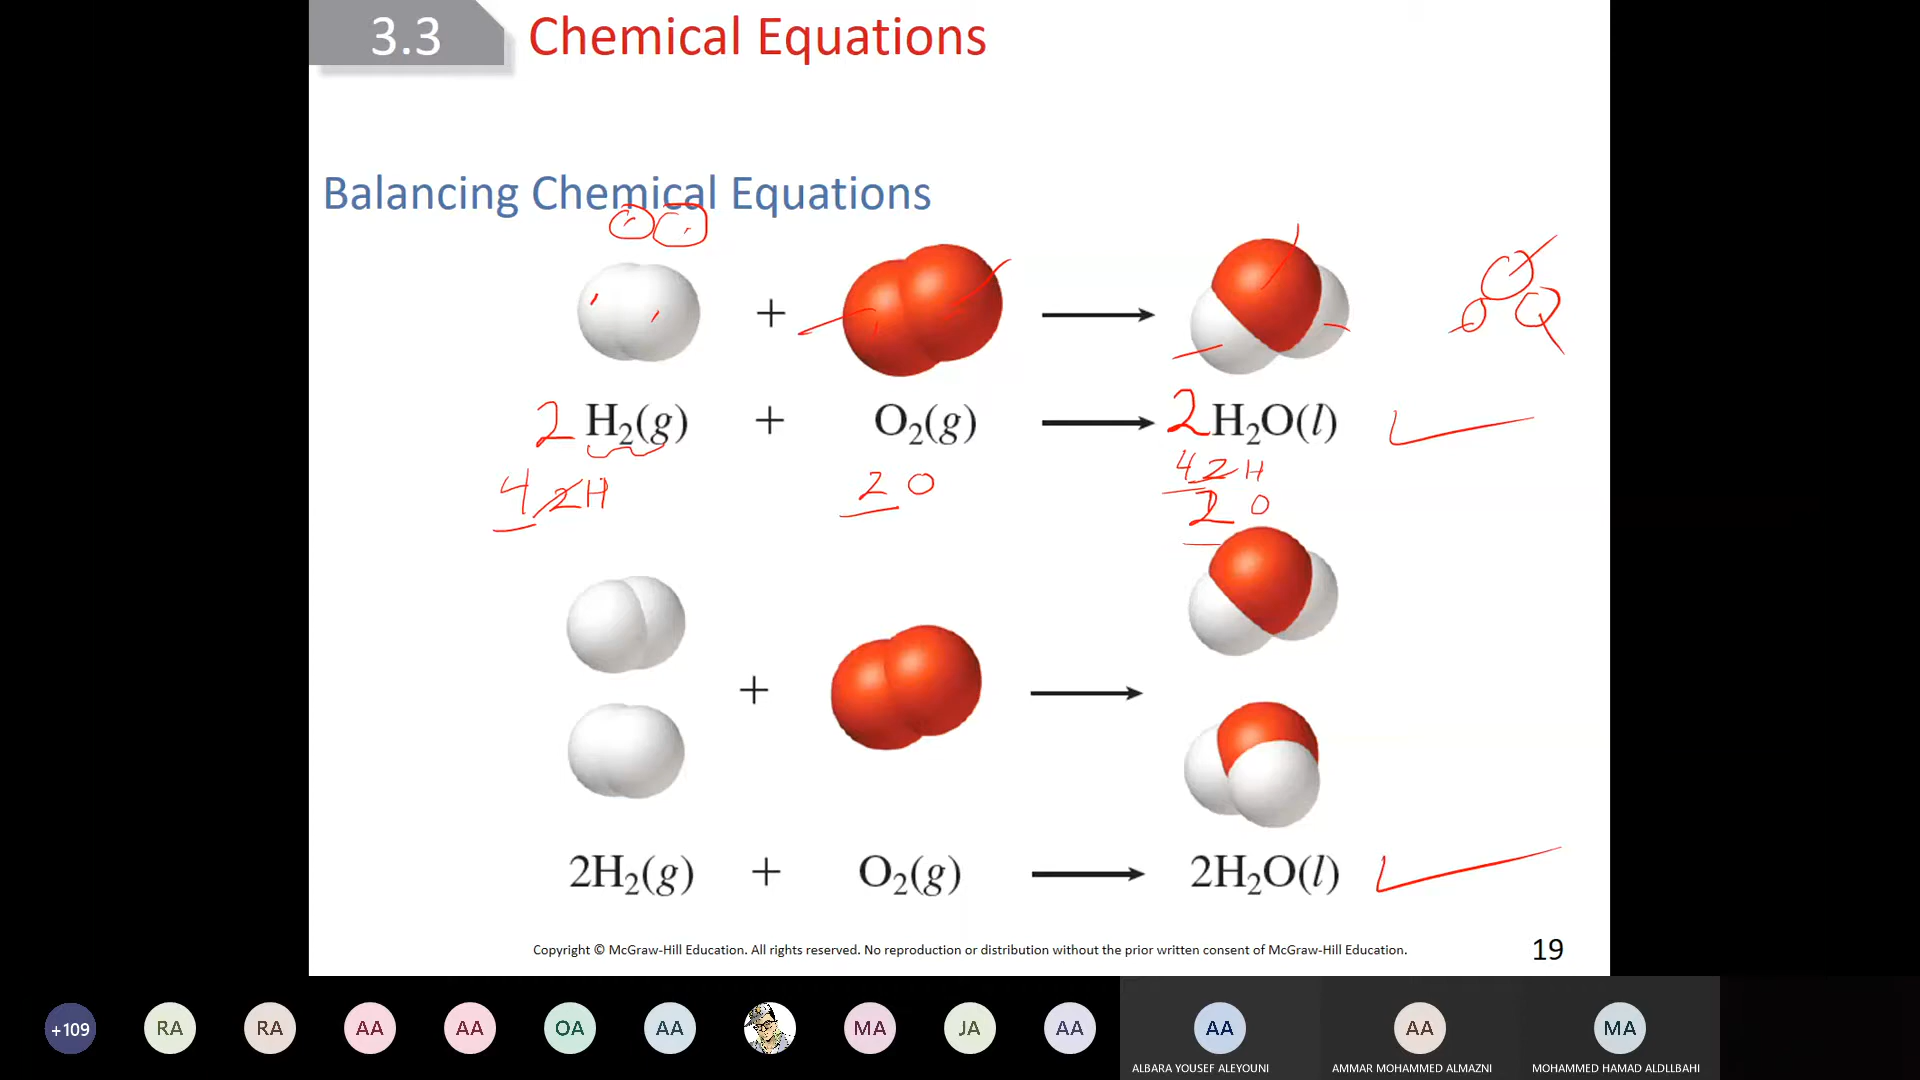 3.3 Chemical Equations
Balancing Chemical Equations
+
2 H₂(g) + O₂(g) → 2 H₂O(l)
4 2H 2 O 4 2 H
2 O
+
2H₂(g) + O₂(g) → 2H₂O(l)
Copyright © McGraw-Hill Education. All rights reserved. No reproduction or distribution without the prior written consent of McGraw-Hill Education.
19
+109 RA RA AA AA OA AA MA JA AA AA AA MA
ALBARA YOUSEF ALEYOUNI AMMAR MOHAMMED ALMAZNI MOHAMMED HAMAD ALDLLBAHI